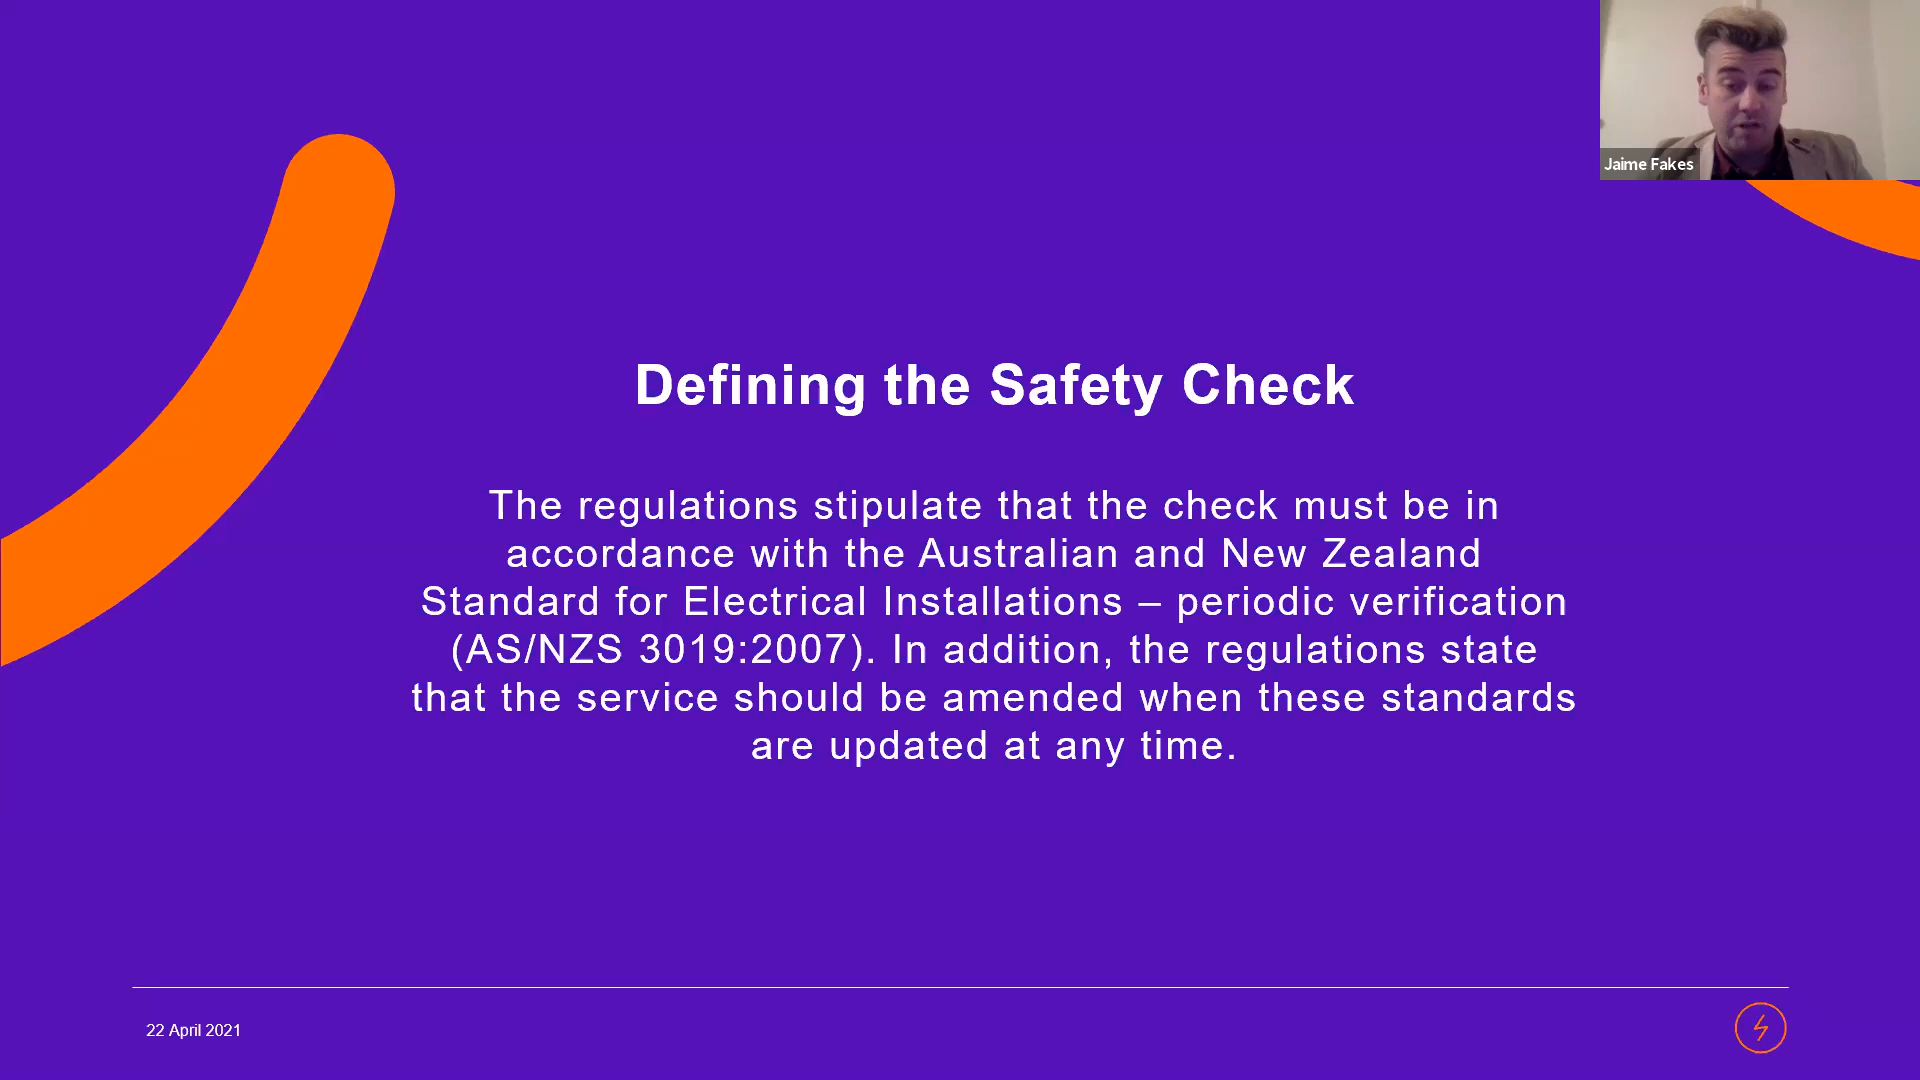 Jaime Fakes
Defining the Safety Check
The regulations stipulate that the check must be in
accordance with the Australian and New Zealand
Standard for Electrical Installations – periodic verification
(AS/NZS 3019:2007). In addition, the regulations state
that the service should be amended when these standards
are updated at any time.
22 April 2021